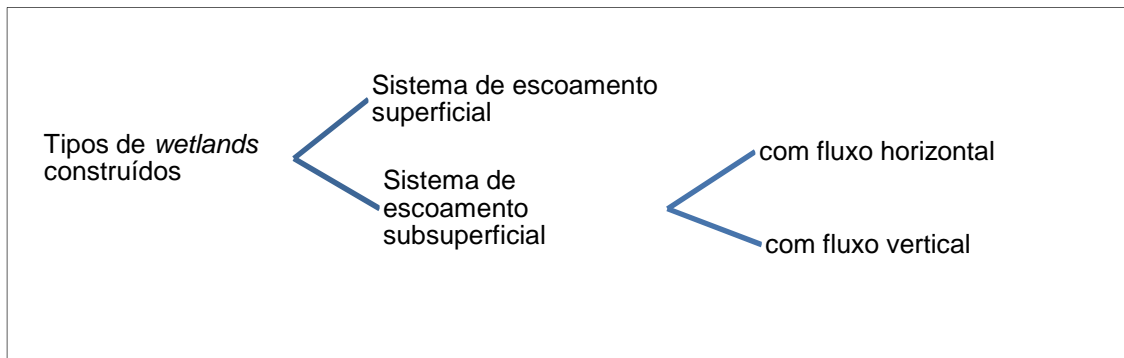 Tipos de wetlands
construídos
Sistema de escoamento
superficial
Sistema de
escoamento
subsuperficial
com fluxo horizontal
com fluxo vertical